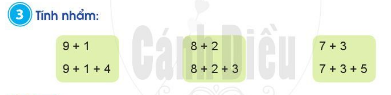 3 Tính nhẩm:
9 + 1
9 + 1 + 4
8 + 2
8 + 2 + 3
7 + 3
7 + 3 + 5
Cánh Diều